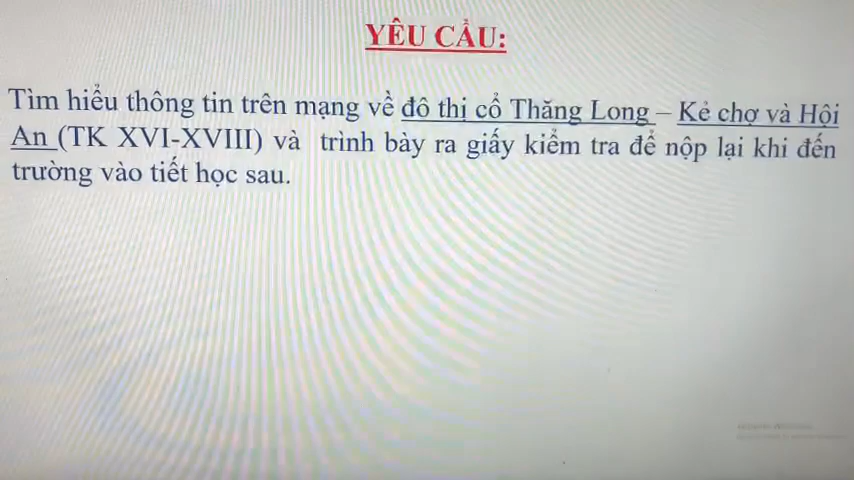 YÊU CẦU:
Tìm hiểu thông tin trên mạng về đô thị cổ Thăng Long – Kẻ chợ và Hội
An (TK XVI-XVIII) và trình bày ra giấy kiểm tra để nộp lại khi đến
trường vào tiết học sau.